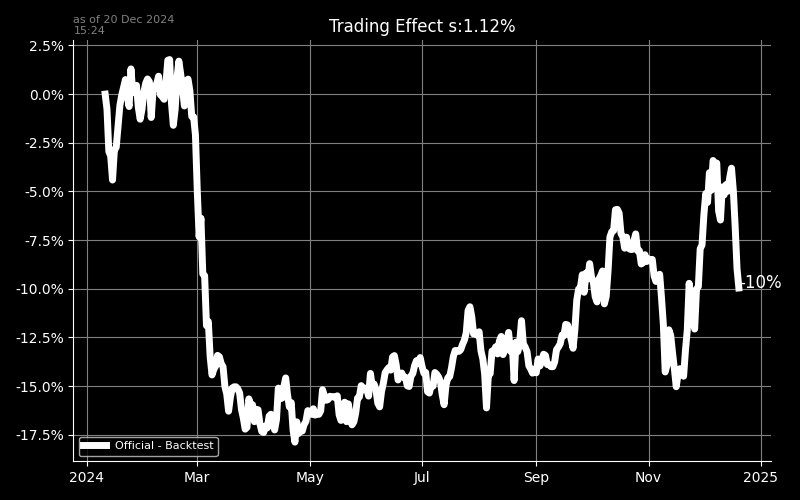 as of 20 Dec 2024
15:24
Trading Effect s:1.12%
2.5%
0.0%
-2.5%
-5.0%
-7.5%
-10.0%
-12.5%
-15.0%
-17.5%
-10%
Official - Backtest
2024
Mar
May
Jul
Sep
Nov
2025